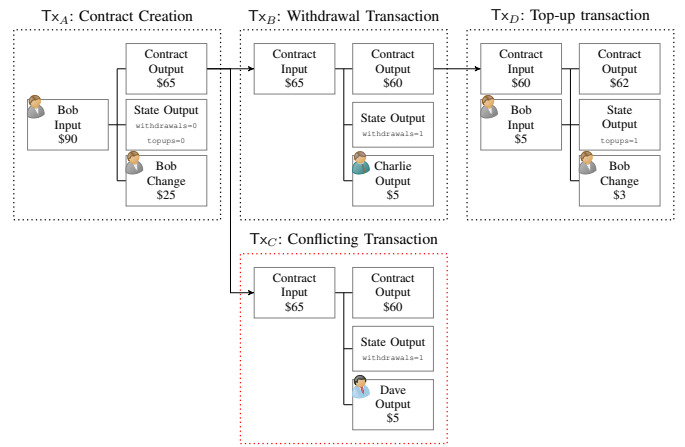 Tx_A: Contract Creation
Contract
Output
$65
Bob
Input
$90
State Output
withdrawals=0
topups=0
Bob
Change
$25
Tx_B: Withdrawal Transaction
Contract
Input
$65
Contract
Output
$60
State Output
withdrawals=1
Charlie
Output
$5
Tx_D: Top-up transaction
Contract
Input
$60
Contract
Output
$62
Bob
Input
$5
State
Output
topups=1
Bob
Change
$3
Tx_C: Conflicting Transaction
Contract
Input
$65
Contract
Output
$60
State Output
withdrawals=1
Dave
Output
$5